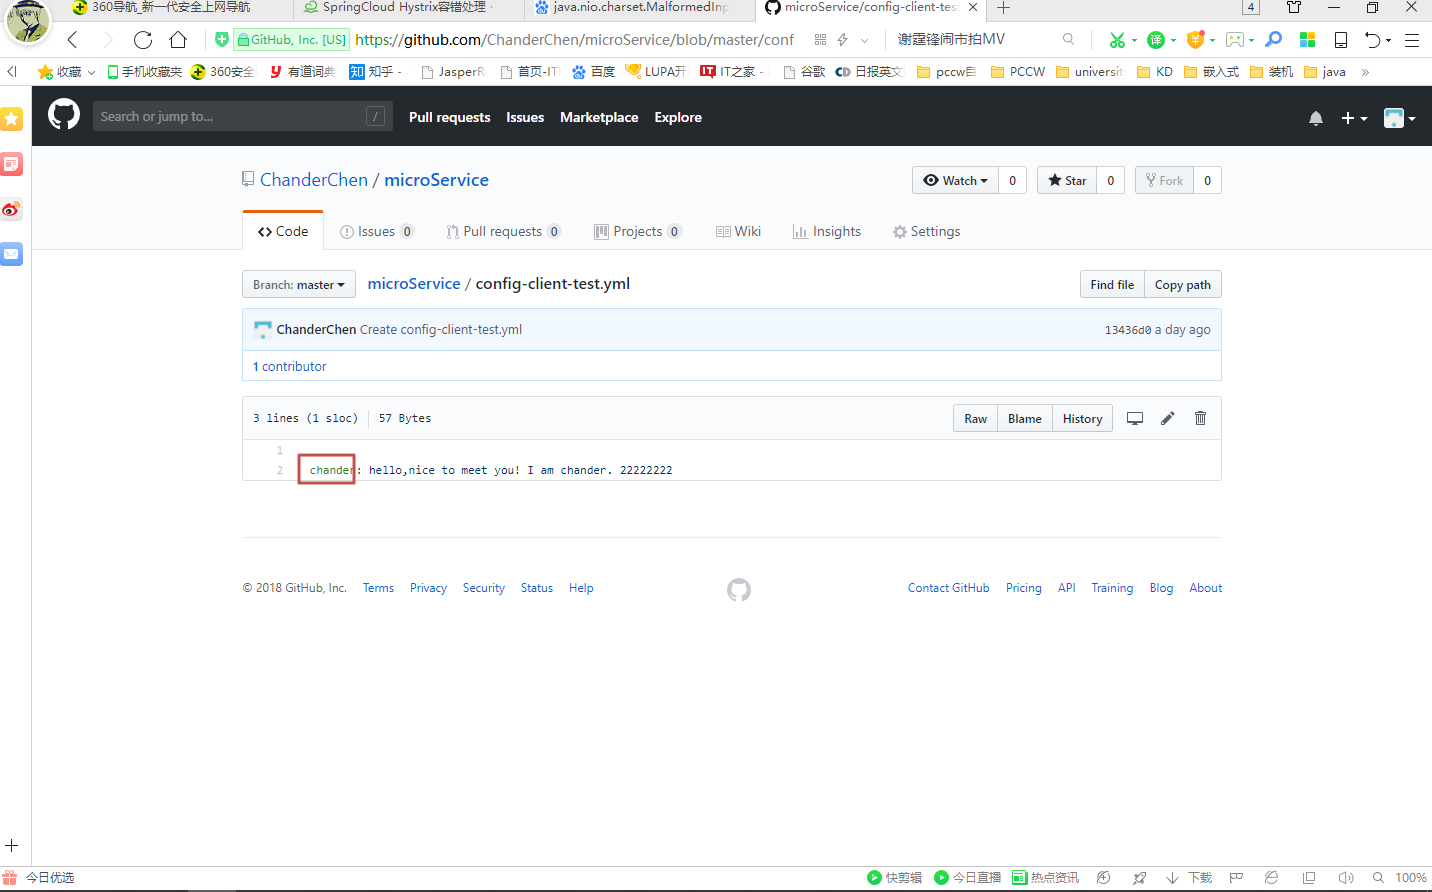 360导航_新一代安全上网导航
SpringCloud Hystrix容错处理 ·
java.nio.charset.MalformedInp
microService/config-client-test
4
GitHub, Inc. [US]
https://github.com/ChanderChen/microService/blob/master/conf
谢霆锋闹市拍MV
译
收藏
手机收藏夹
360安全
有道词典
知乎 -
JasperR
首页-IT
百度
LUPA开
IT之家 -
谷歌
日报英文
pccw自
PCCW
universit
KD
嵌入式
装机
java
»
Search or jump to...
/
Pull requests
Issues
Marketplace
Explore
ChanderChen / microService
Watch
0
Star
0
Fork
0
Code
Issues 0
Pull requests 0
Projects 0
Wiki
Insights
Settings
Branch: master
microService / config-client-test.yml
Find file
Copy path
ChanderChen Create config-client-test.yml
13436d0 a day ago
1 contributor
3 lines (1 sloc)
57 Bytes
Raw
Blame
History
1
2 chander: hello,nice to meet you! I am chander. 22222222
© 2018 GitHub, Inc.
Terms
Privacy
Security
Status
Help
Contact GitHub
Pricing
API
Training
Blog
About
今日优选
快剪辑
今日直播
热点资讯
下载
100%